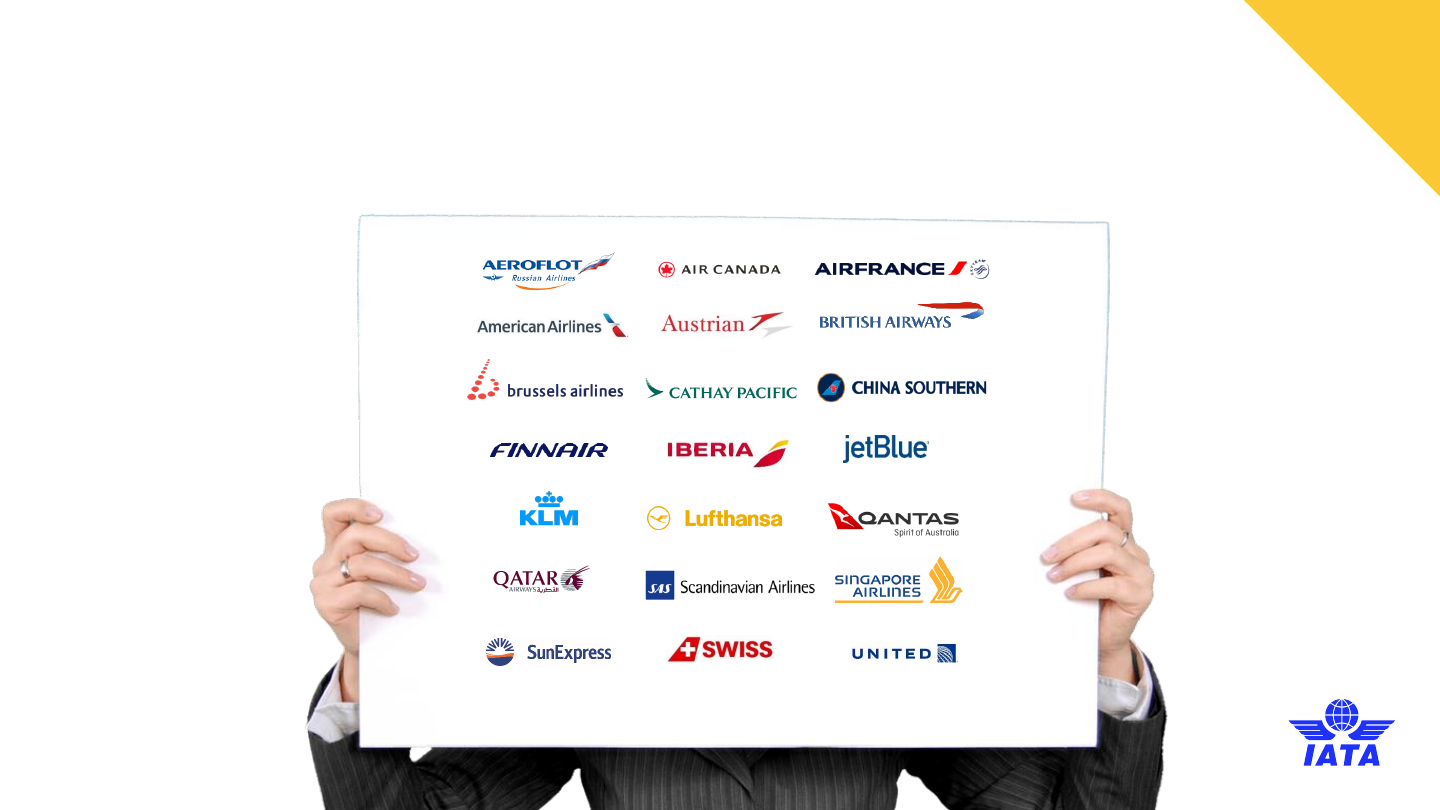 AEROFLOT
Russian Airlines
AIR CANADA
AIRFRANCE
American Airlines
Austrian
BRITISH AIRWAYS
brussels airlines
CATHAY PACIFIC
CHINA SOUTHERN
FINNAIR
IBERIA
jetBlue
KLM
Lufthansa
QANTAS
Spirit of Australia
QATAR
AIRWAYS القطرية
SAS Scandinavian Airlines
SINGAPORE
AIRLINES
SunExpress
SWISS
UNITED
IATA